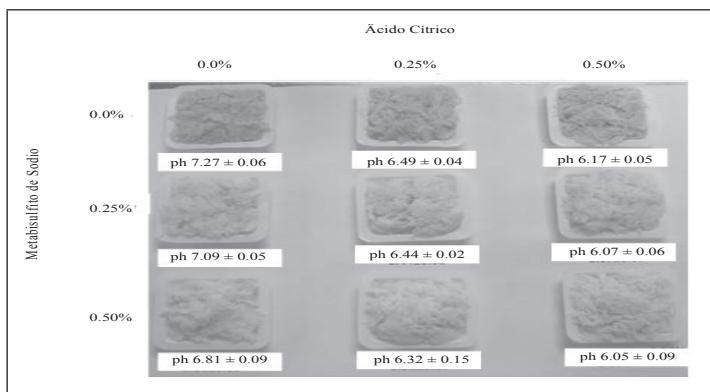 Äcido Cítrico
0.0% 0.25% 0.50%
Metabisulfito de Sodio
0.0%
ph 7.27 ± 0.06 ph 6.49 ± 0.04 ph 6.17 ± 0.05
0.25%
ph 7.09 ± 0.05 ph 6.44 ± 0.02 ph 6.07 ± 0.06
0.50%
ph 6.81 ± 0.09 ph 6.32 ± 0.15 ph 6.05 ± 0.09